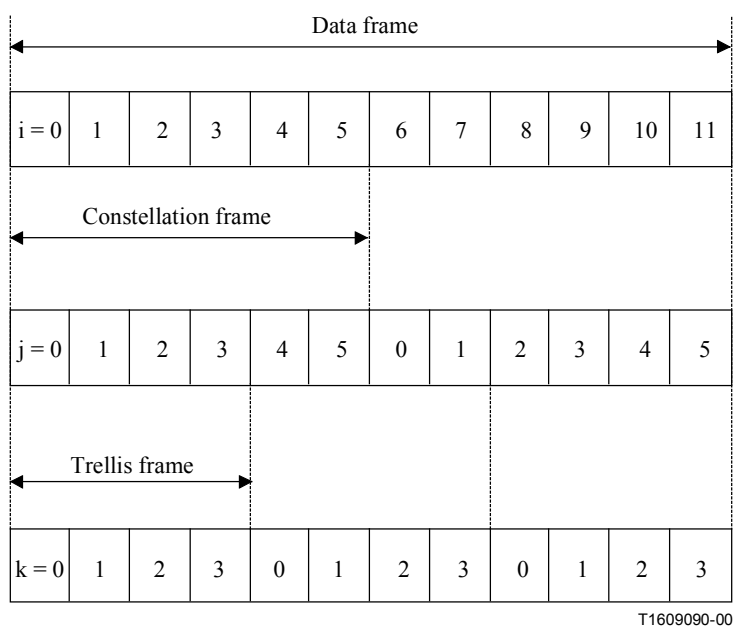 Data frame
i = 0 1 2 3 4 5 6 7 8 9 10 11
Constellation frame
j = 0 1 2 3 4 5 0 1 2 3 4 5
Trellis frame
k = 0 1 2 3 0 1 2 3 0 1 2 3
T1609090-00